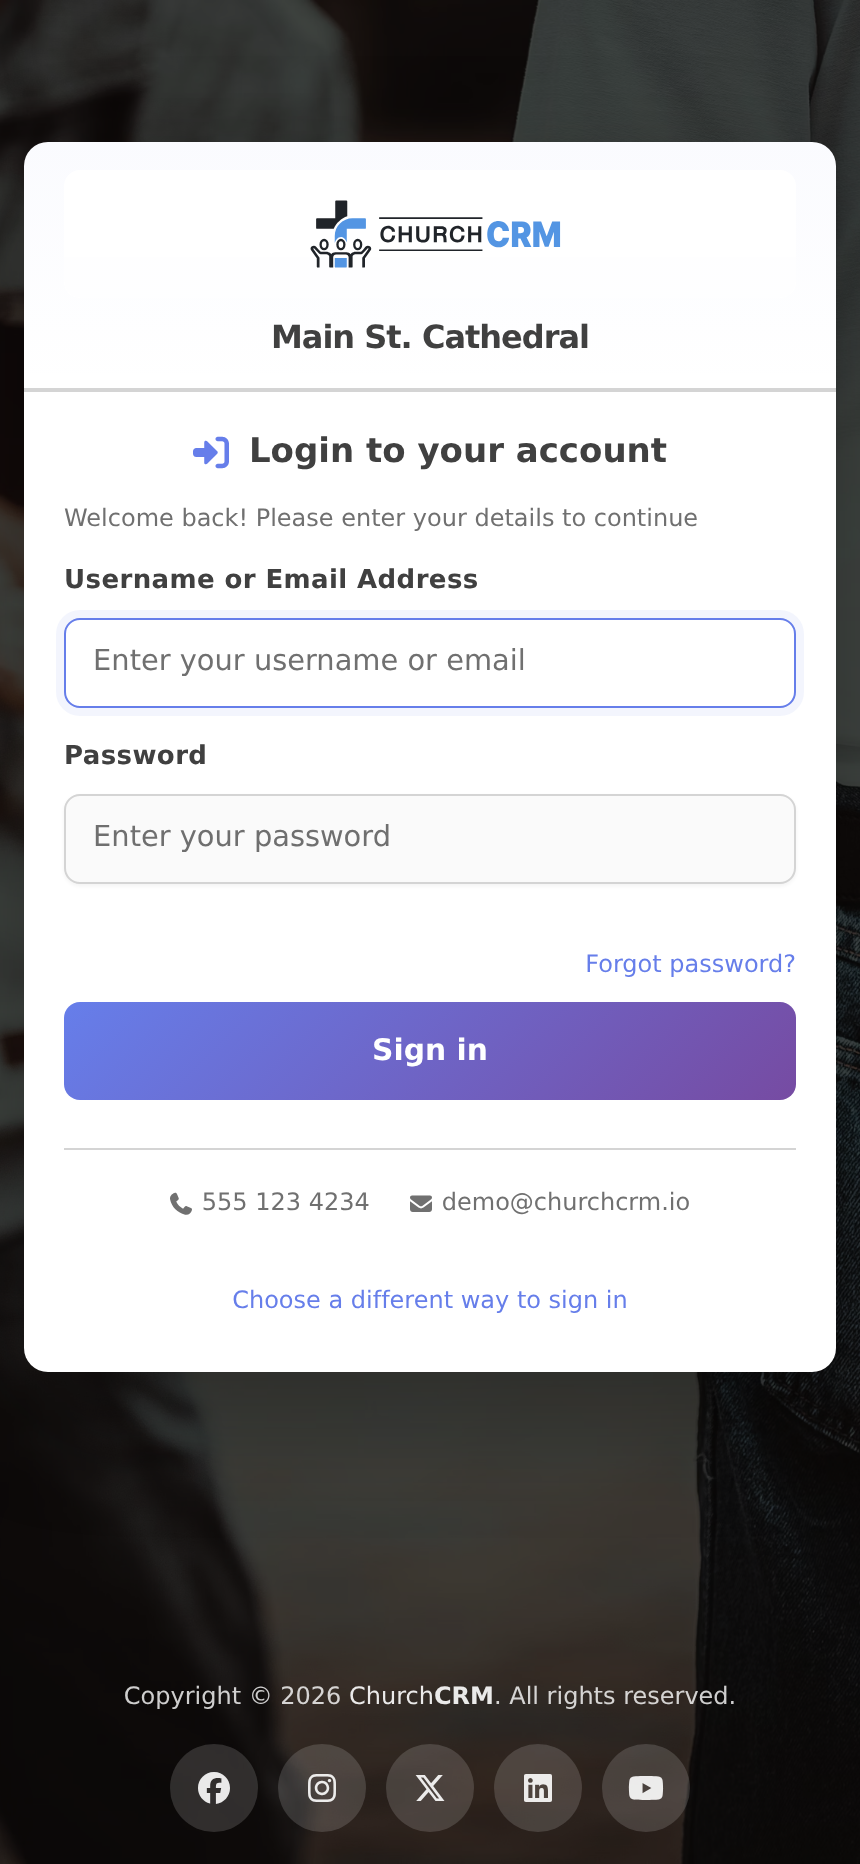 CHURCHCRM
Main St. Cathedral
Login to your account
Welcome back! Please enter your details to continue
Username or Email Address
Enter your username or email
Password
Enter your password
Forgot password?
Sign in
555 123 4234 demo@churchcrm.io
Choose a different way to sign in
Copyright © 2026 ChurchCRM. All rights reserved.